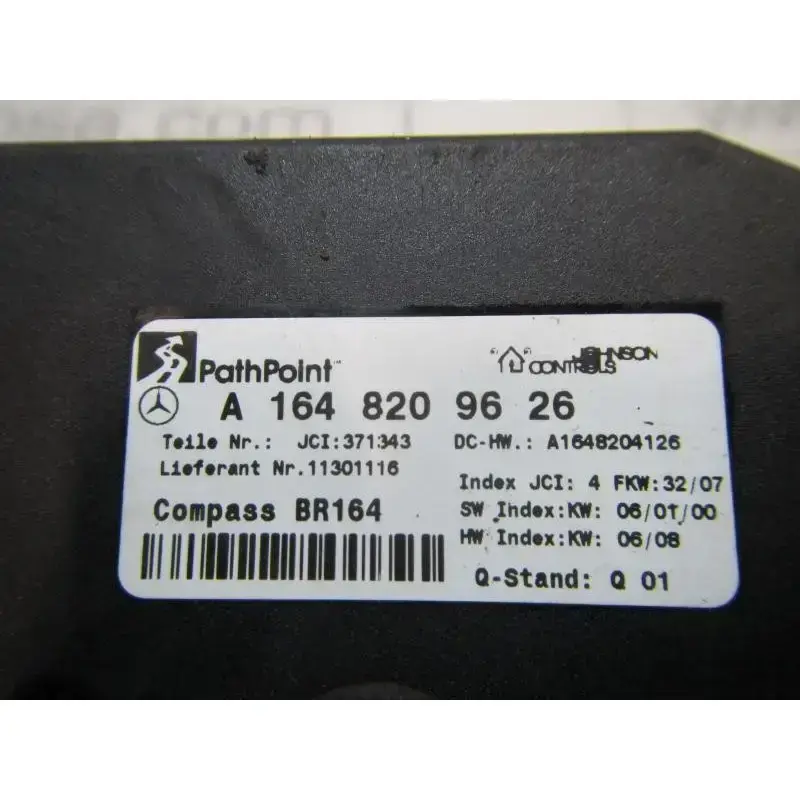 PathPoint™
JOHNSON
CONTROLS
A 164 820 96 26
Teile Nr.: JCI:371343
DC-HW.: A1648204126
Lieferant Nr.11301116
Index JCI: 4 FKW:32/07
Compass BR164
SW Index:KW: 06/01/00
HW Index:KW: 06/08
Q-Stand: Q 01